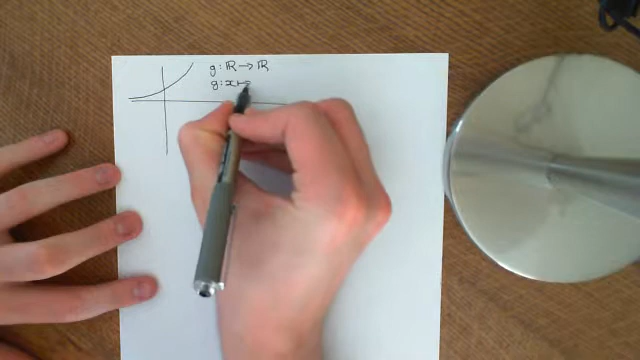 g : ℝ → ℝ
g : x ↦